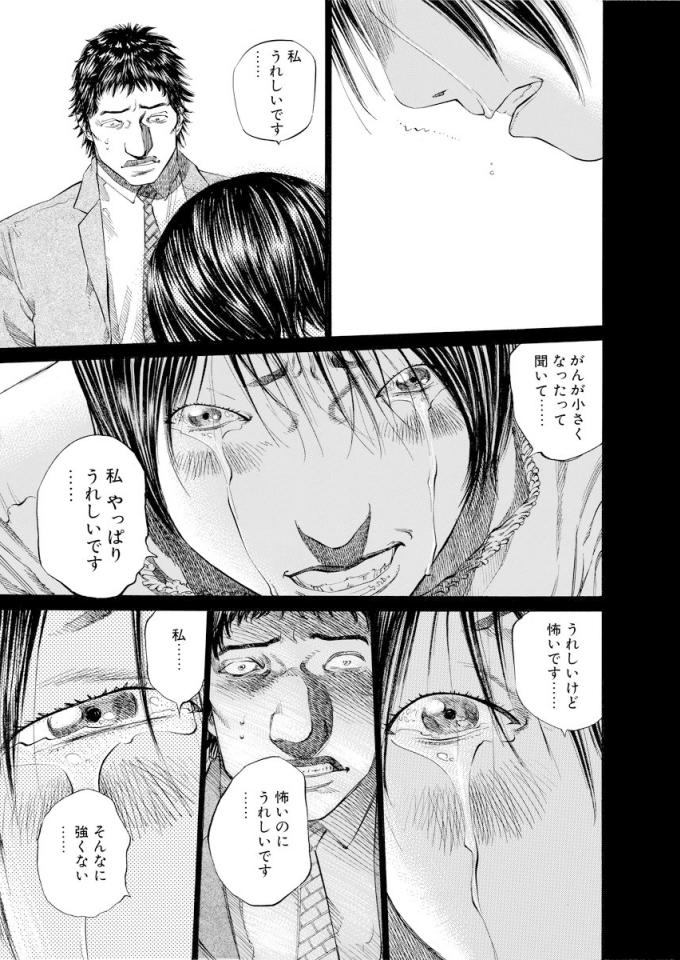 私
うれしいです
……
がんが小さく
なったって
聞いて……
私 やっぱり
うれしいです
……
うれしいけど
怖いです……
怖いのに
うれしいです
……
私……
そんなに
強くない
……